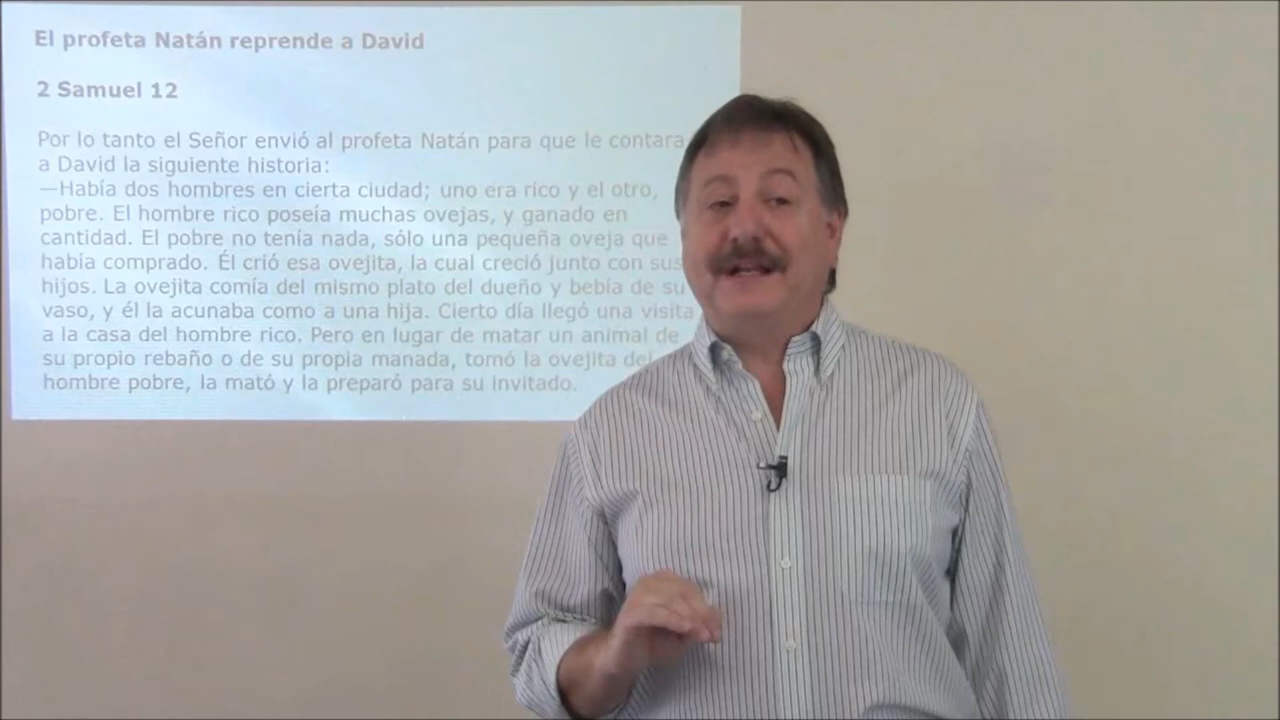 El profeta Natán reprende a David
2 Samuel 12
Por lo tanto el Señor envió al profeta Natán para que le contara
a David la siguiente historia:
—Había dos hombres en cierta ciudad; uno era rico y el otro,
pobre. El hombre rico poseía muchas ovejas, y ganado en
cantidad. El pobre no tenía nada, sólo una pequeña oveja que
había comprado. Él crió esa ovejita, la cual creció junto con sus
hijos. La ovejita comía del mismo plato del dueño y bebía de su
vaso, y él la acunaba como a una hija. Cierto día llegó una visita
a la casa del hombre rico. Pero en lugar de matar un animal de
su propio rebaño o de su propia manada, tomó la ovejita del
hombre pobre, la mató y la preparó para su invitado.